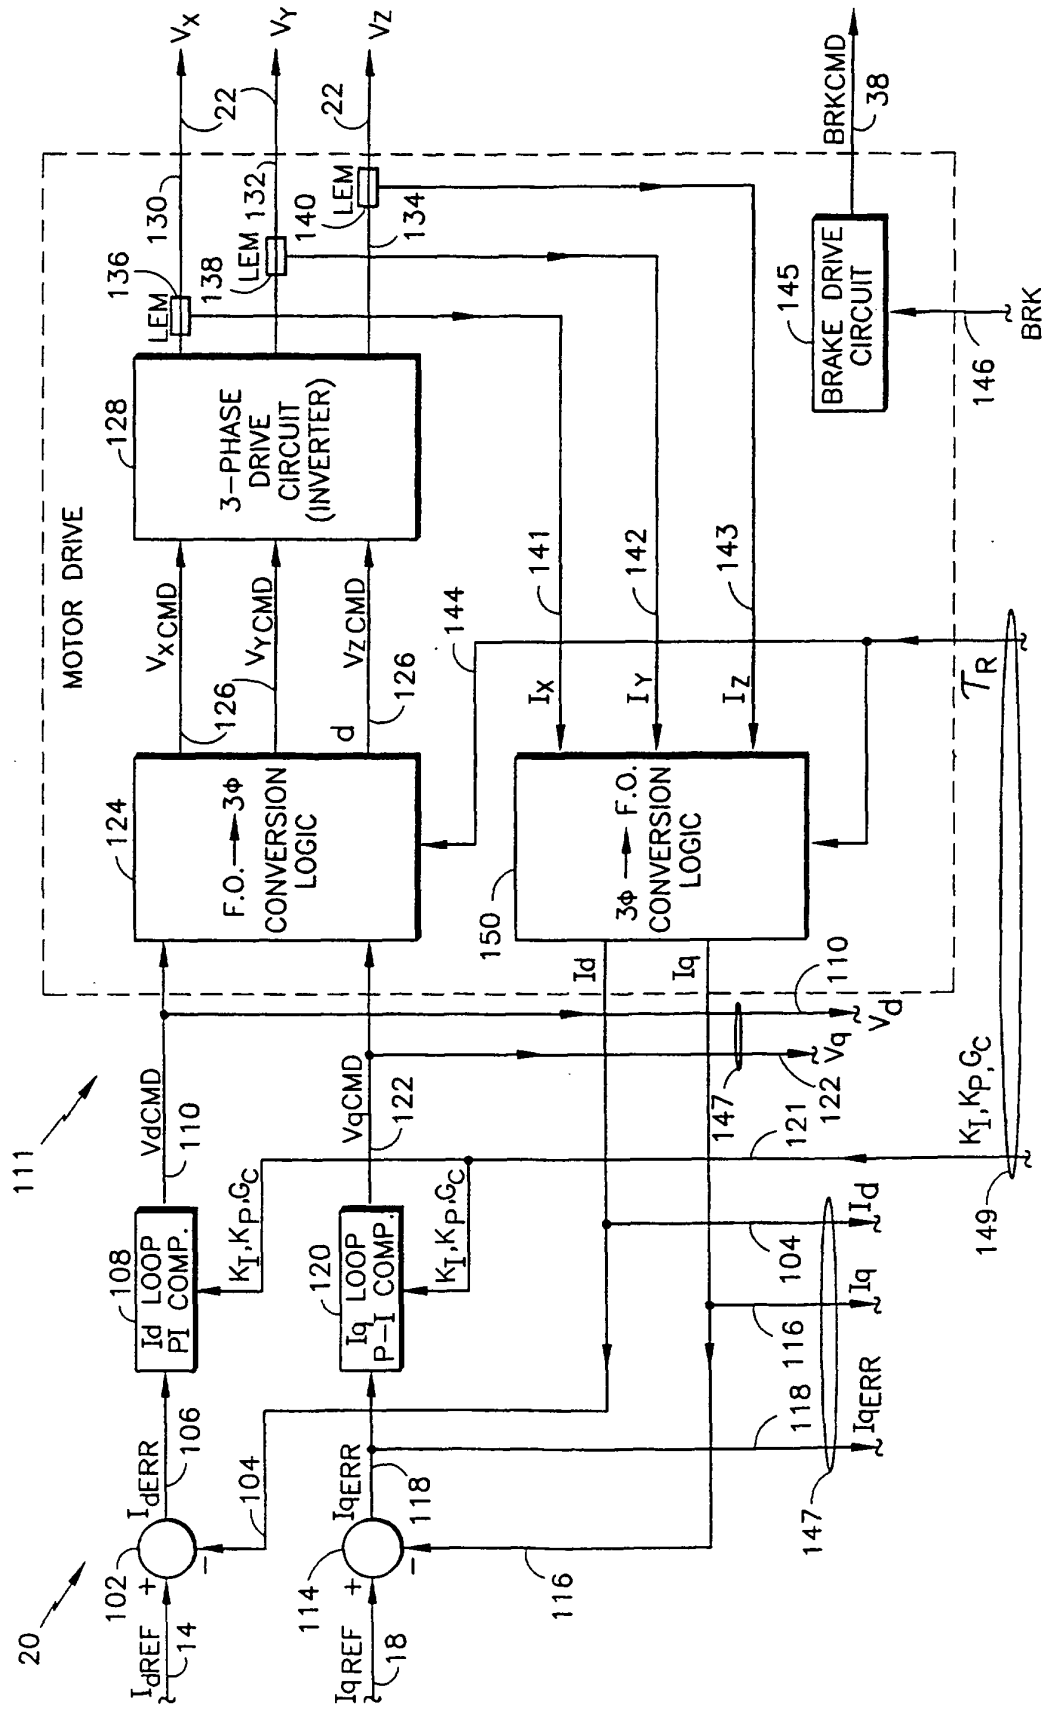 20
111
MOTOR DRIVE
IdREF
14
+
-
102
IdERR
106
104
108
Id LOOP
PI COMP.
VdCMD
110
KI,KP,GC
124
F.O.→3Φ
CONVERSION
LOGIC
VXCMD
126
VYCMD
VZCMD
d
126
128
3-PHASE
DRIVE
CIRCUIT
(INVERTER)
LEM
136
130
22
VX
LEM
138
132
VY
LEM
140
134
22
VZ
IqREF
18
+
-
114
IqERR
118
116
120
Iq LOOP
P-I COMP.
VqCMD
122
KI,KP,GC
144
150
3Φ→F.O.
CONVERSION
LOGIC
Id
Iq
IX
141
IY
142
IZ
143
145
BRAKE DRIVE
CIRCUIT
BRKCMD
38
146
BRK
147
118
IqERR
116
Iq
104
Id
121
147
122
Vq
110
Vd
149
KI,KP,GC
τR